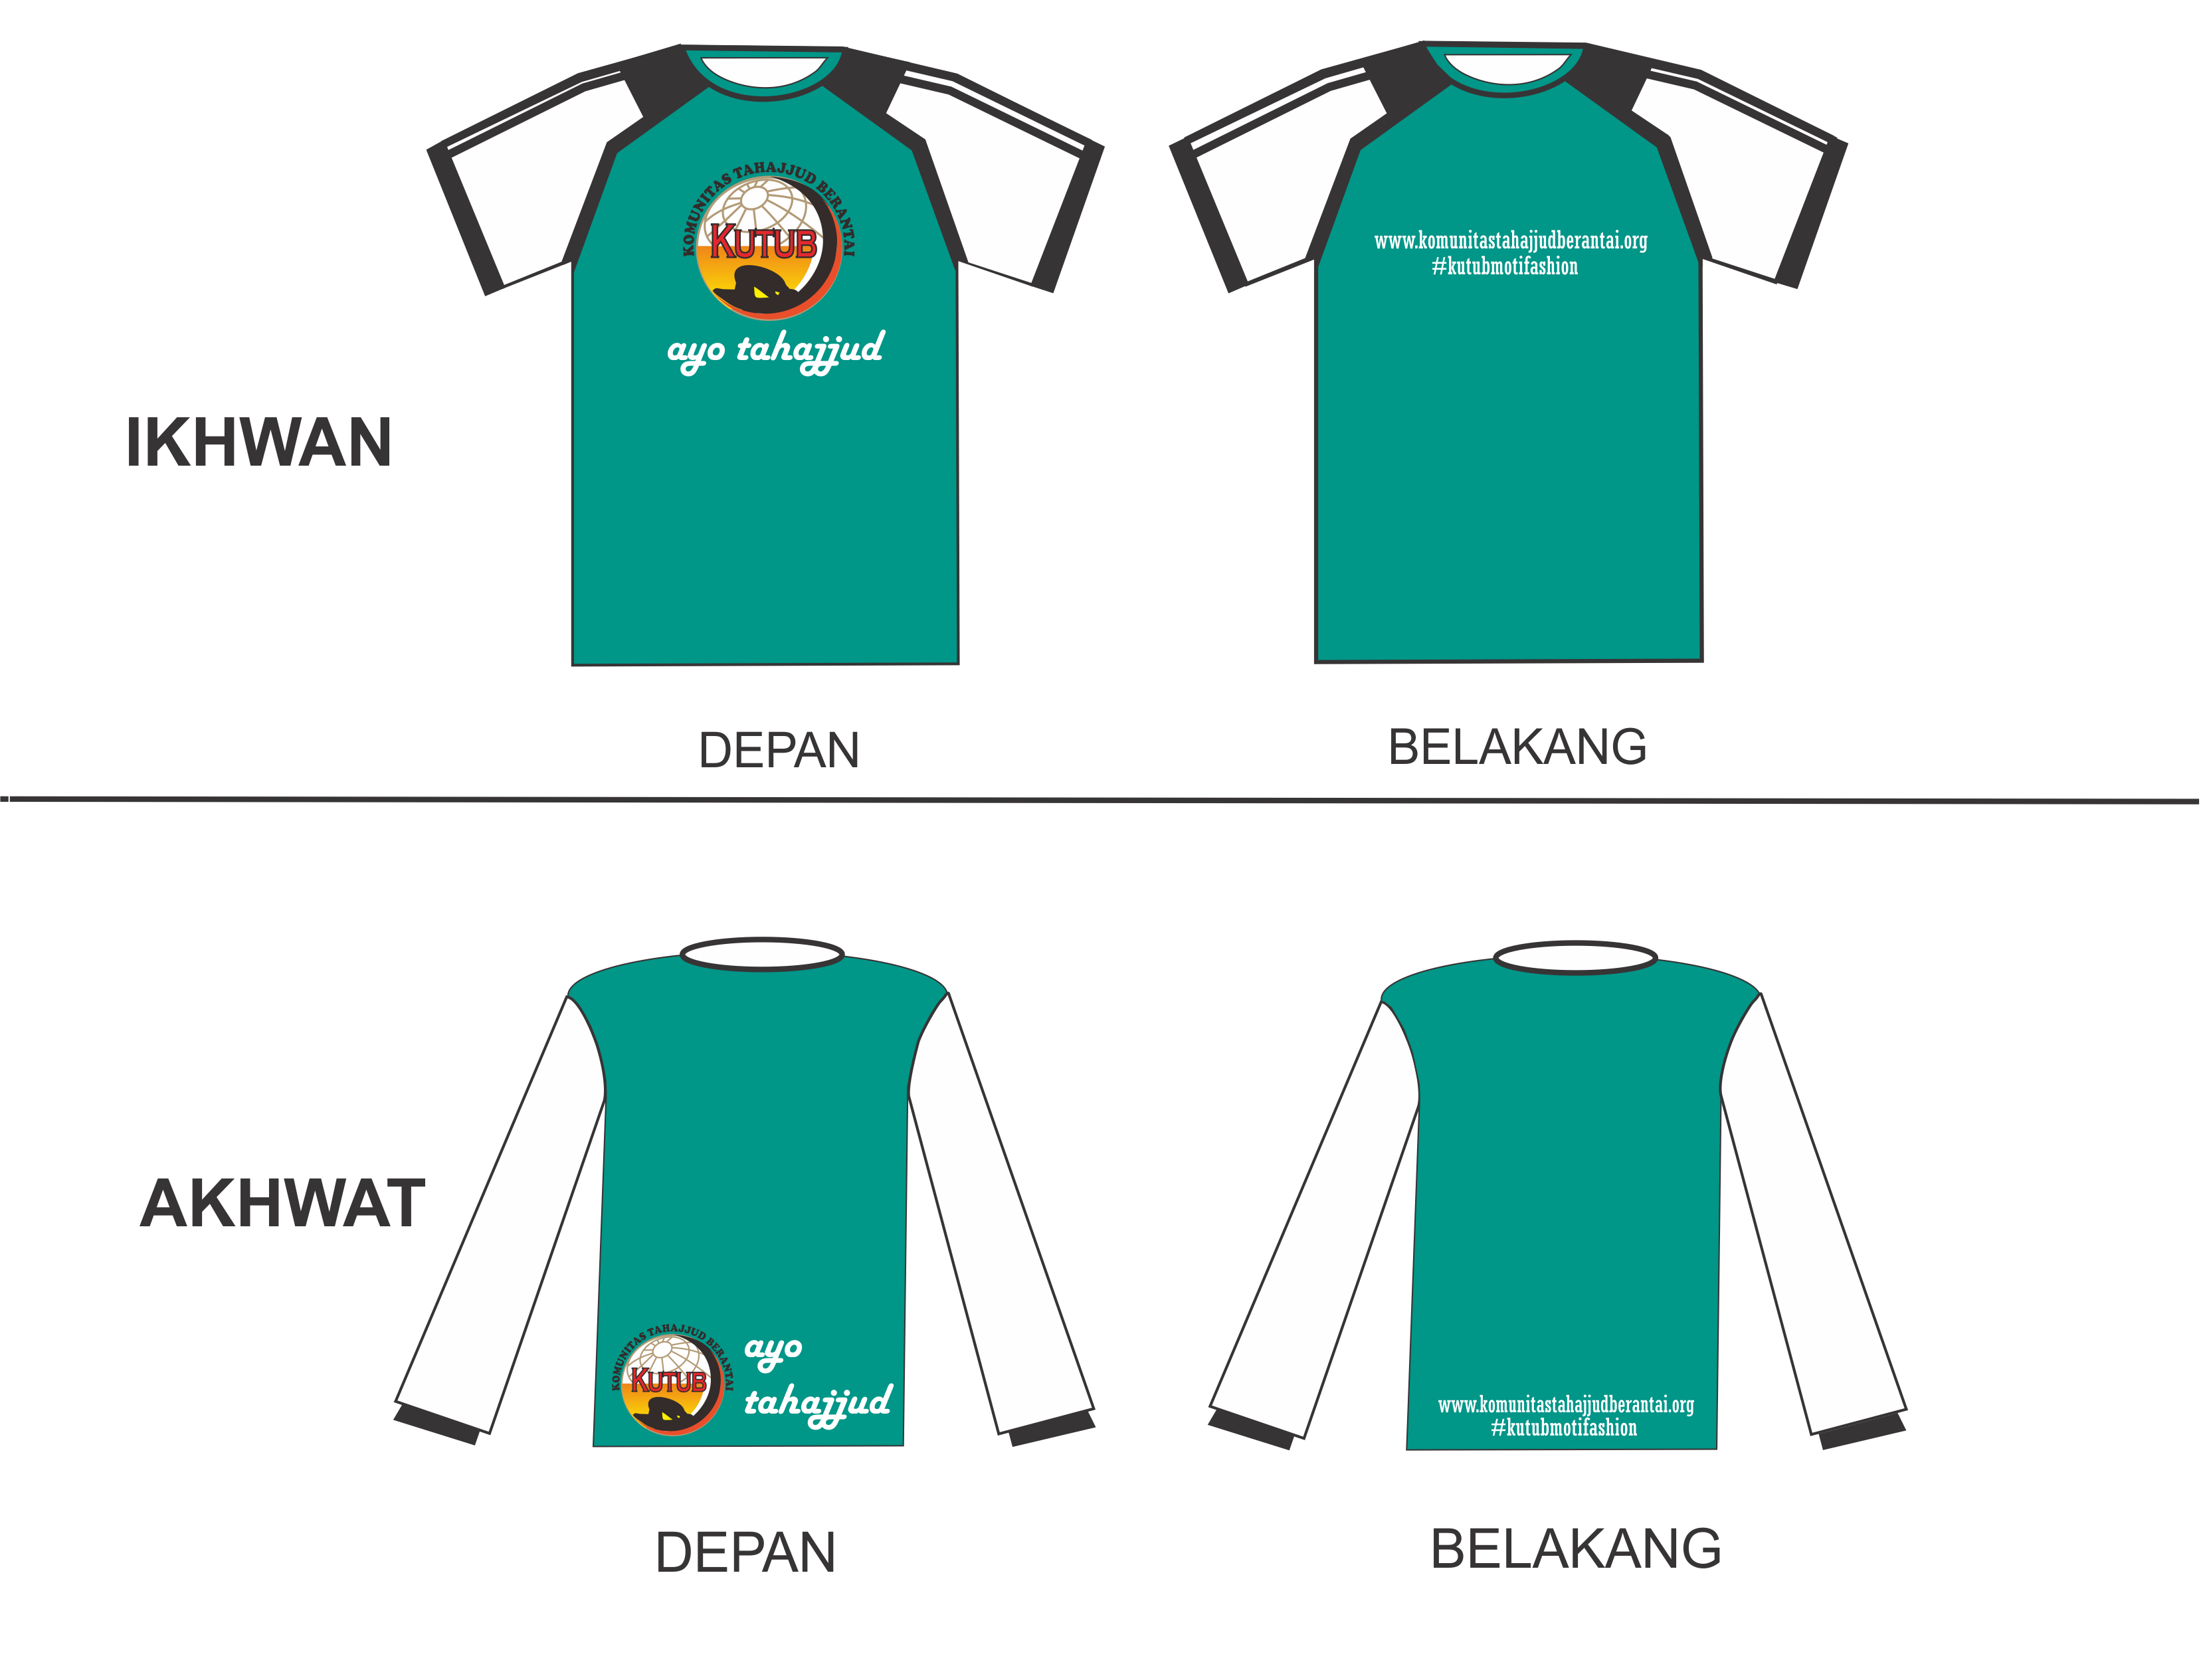 KOMUNITAS TAHAJJUD BERANTAI
KUTUB
ayo tahajjud
www.komunitastahajjudberantai.org
#kutubmotifashion
IKHWAN
DEPAN
BELAKANG
AKHWAT
KOMUNITAS TAHAJJUD BERANTAI
KUTUB
ayo
tahajjud
www.komunitastahajjudberantai.org
#kutubmotifashion
DEPAN
BELAKANG